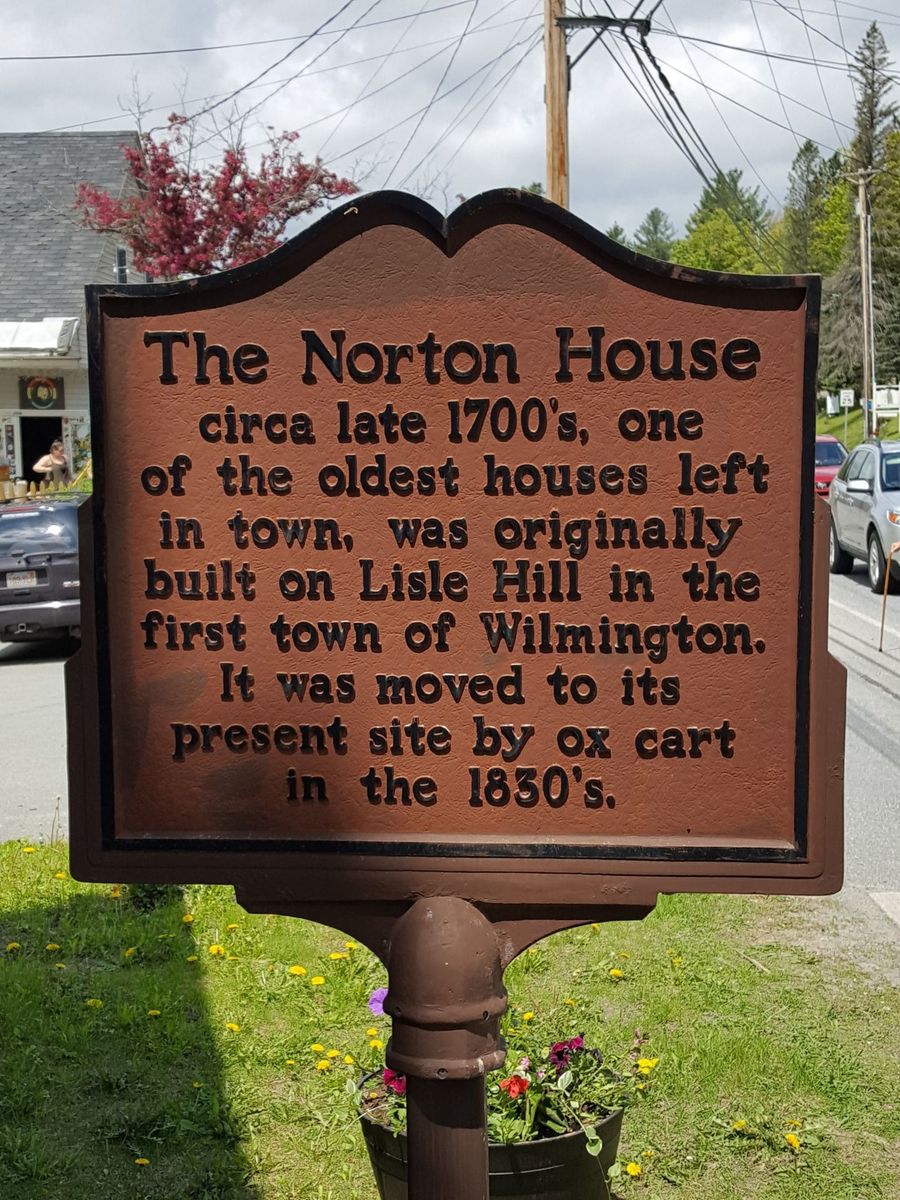 The Norton House
circa late 1700's, one
of the oldest houses left
in town, was originally
built on Lisle Hill in the
first town of Wilmington.
It was moved to its
present site by ox cart
in the 1830's.